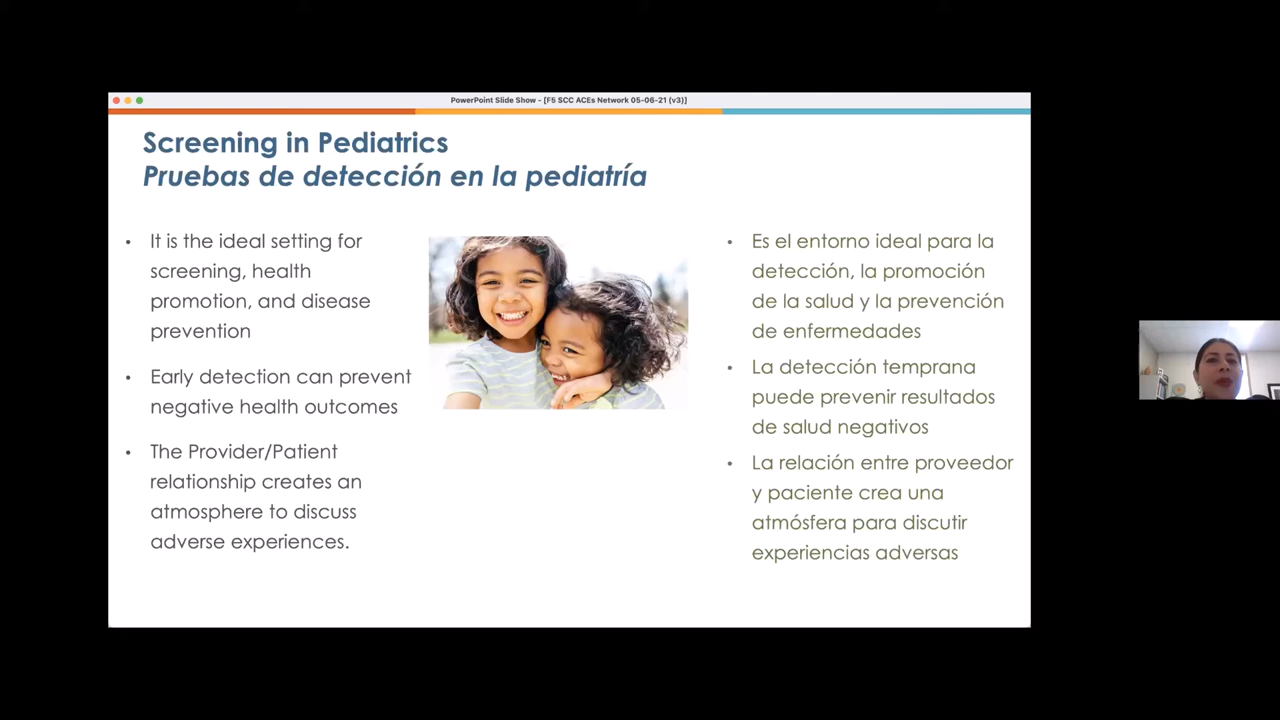 PowerPoint Slide Show - [F5 SCC ACEs Network 05-06-21 (v3)]
Screening in Pediatrics
Pruebas de detección en la pediatría
• It is the ideal setting for
screening, health
promotion, and disease
prevention
• Early detection can prevent
negative health outcomes
• The Provider/Patient
relationship creates an
atmosphere to discuss
adverse experiences.
• Es el entorno ideal para la
detección, la promoción
de la salud y la prevención
de enfermedades
• La detección temprana
puede prevenir resultados
de salud negativos
• La relación entre proveedor
y paciente crea una
atmósfera para discutir
experiencias adversas